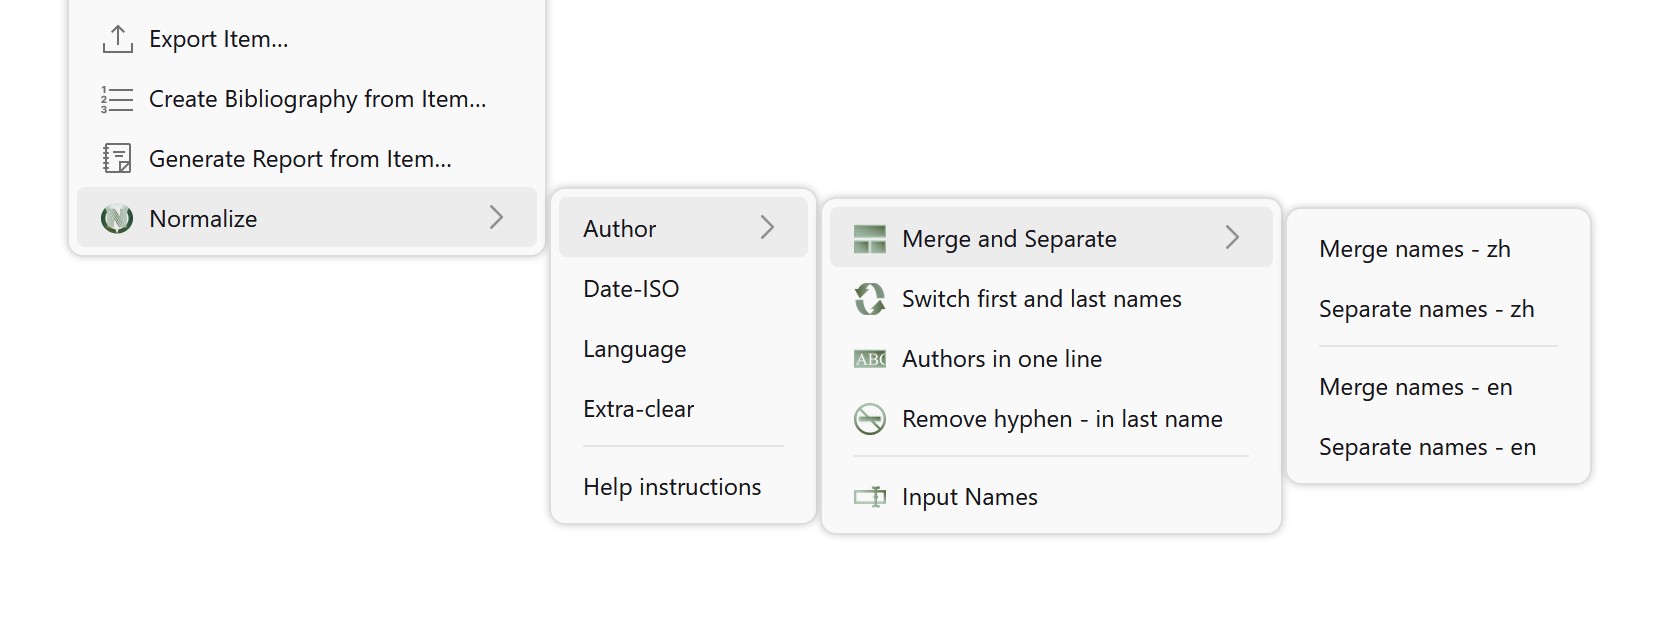 Export Item...
Create Bibliography from Item...
Generate Report from Item...
Normalize
Author
Date-ISO
Language
Extra-clear
Help instructions
Merge and Separate
Switch first and last names
Authors in one line
Remove hyphen - in last name
Input Names
Merge names - zh
Separate names - zh
Merge names - en
Separate names - en